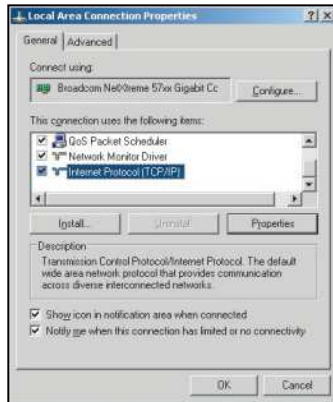 Local Area Connection Properties
General Advanced
Connect using:
Broadcom NetXtreme 57xx Gigabit Cc Configure...
This connection uses the following items:
QoS Packet Scheduler
Network Monitor Driver
Internet Protocol (TCP/IP)
Install... Uninstall Properties
Description
Transmission Control Protocol/Internet Protocol. The default
wide area network protocol that provides communication
across diverse interconnected networks.
Show icon in notification area when connected
Notify me when this connection has limited or no connectivity
OK Cancel